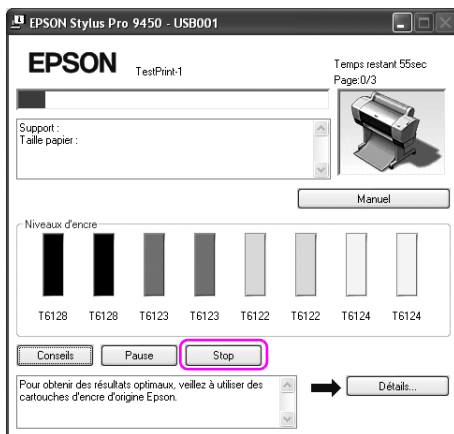 EPSON Stylus Pro 9450 - USB001
EPSON
TestPrint-1
Temps restant 55sec
Page:0/3
Support :
Taille papier :
Manuel
Niveaux d'encre
T6128 T6128 T6123 T6123 T6122 T6122 T6124 T6124
Conseils
Pause
Stop
Pour obtenir des résultats optimaux, veillez à utiliser des
cartouches d'encre d'origine Epson.
Détails...